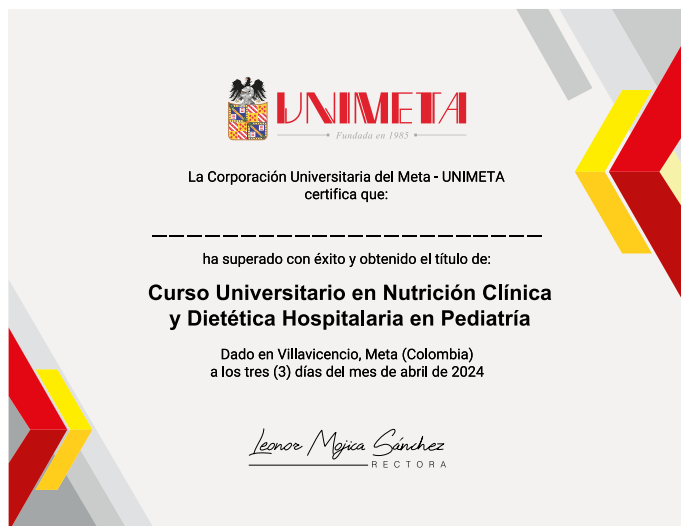 UNIMETA
Fundada en 1985
La Corporación Universitaria del Meta - UNIMETA
certifica que:
ha superado con éxito y obtenido el título de:
Curso Universitario en Nutrición Clínica
y Dietética Hospitalaria en Pediatría
Dado en Villavicencio, Meta (Colombia)
a los tres (3) días del mes de abril de 2024
Leonor Mojica Sánchez
RECTORA